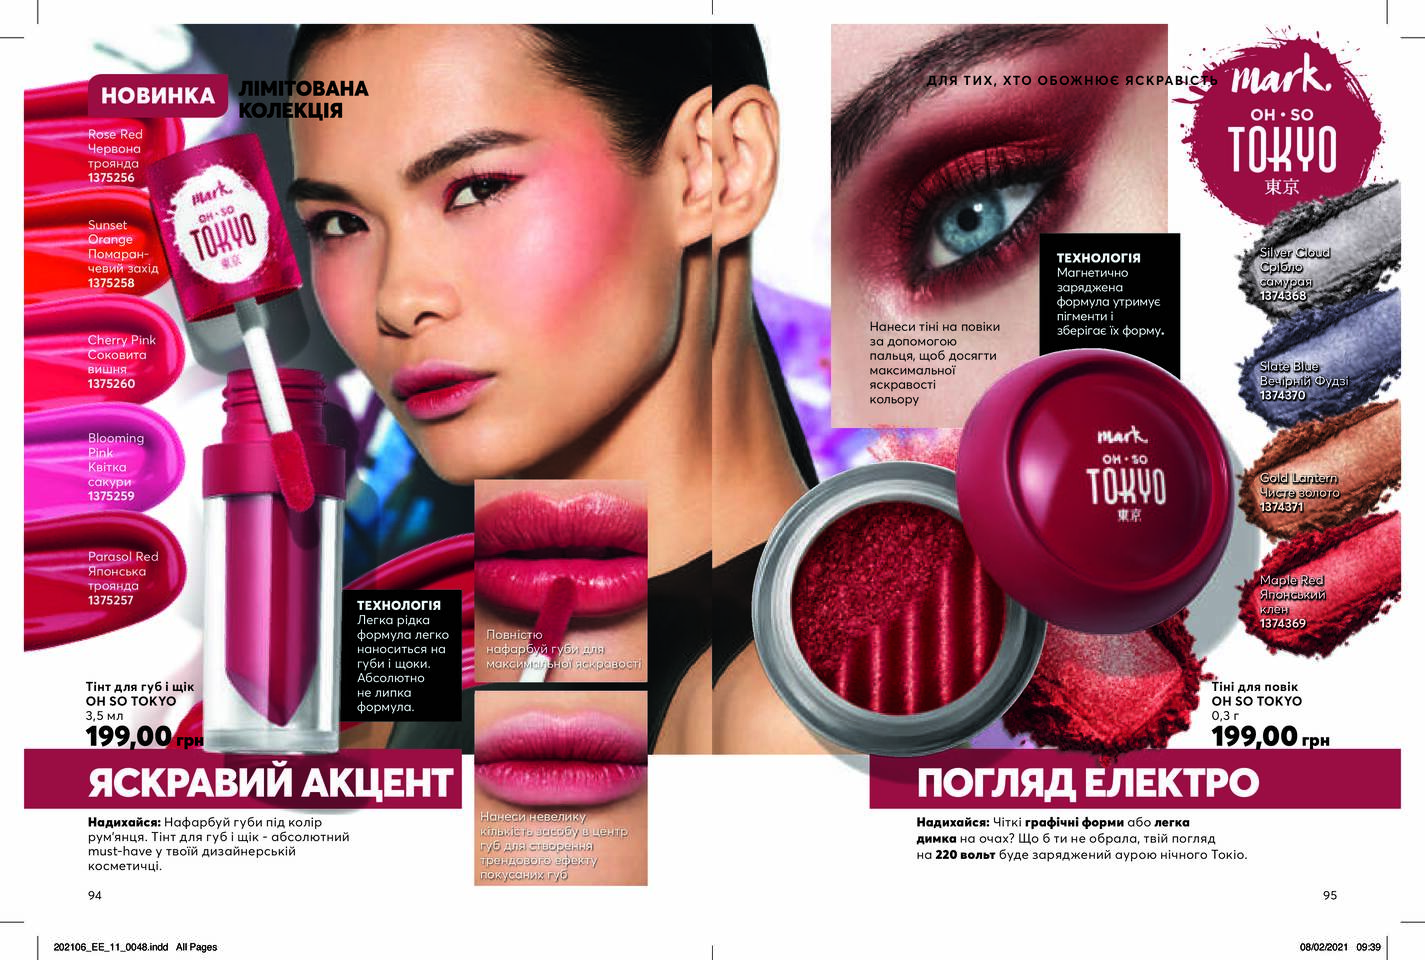 НОВИНКА
ЛІМІТОВАНА
КОЛЕКЦІЯ
Rose Red
Червона
троянда
1375256
Sunset
Orange
Помаран-
чевий захід
1375258
Cherry Pink
Соковита
вишня
1375260
Blooming
Pink
Квітка
сакури
1375259
Parasol Red
Японська
троянда
1375257
mark.
OH • SO
TOKYO
東京
ТЕХНОЛОГІЯ
Легка рідка
формула легко
наноситься на
губи і щоки.
Абсолютно
не липка
формула.
Повністю
нафарбуй губи для
максимальної яскравості
Нанеси невелику
кількість засобу в центр
губ для створення
трендового ефекту
покусаних губ
Тінт для губ і щік
OH SO TOKYO
3,5 мл
199,00 грн
ЯСКРАВИЙ АКЦЕНТ
Надихайся: Нафарбуй губи під колір
рум'янця. Тінт для губ і щік - абсолютний
must-have у твоїй дизайнерській
косметичці.
94
ДЛЯ ТИХ, ХТО ОБОЖНЮЄ ЯСКРАВІСТЬ
mark.
OH • SO
TOKYO
東京
ТЕХНОЛОГІЯ
Магнетично
заряджена
формула утримує
пігменти і
зберігає їх форму.
Нанеси тіні на повіки
за допомогою
пальця, щоб досягти
максимальної
яскравості
кольору
mark.
OH • SO
TOKYO
東京
Silver Cloud
Срібло
самурая
1374368
Slate Blue
Вечірній Фудзі
1374370
Gold Lantern
Чисте золото
1374371
Maple Red
Японський
клен
1374369
Тіні для повік
OH SO TOKYO
0,3 г
199,00 грн
ПОГЛЯД ЕЛЕКТРО
Надихайся: Чіткі графічні форми або легка
димка на очах? Що б ти не обрала, твій погляд
на 220 вольт буде заряджений аурою нічного Токіо.
95
202106_EE_11_0048.indd All Pages
08/02/2021 09:39